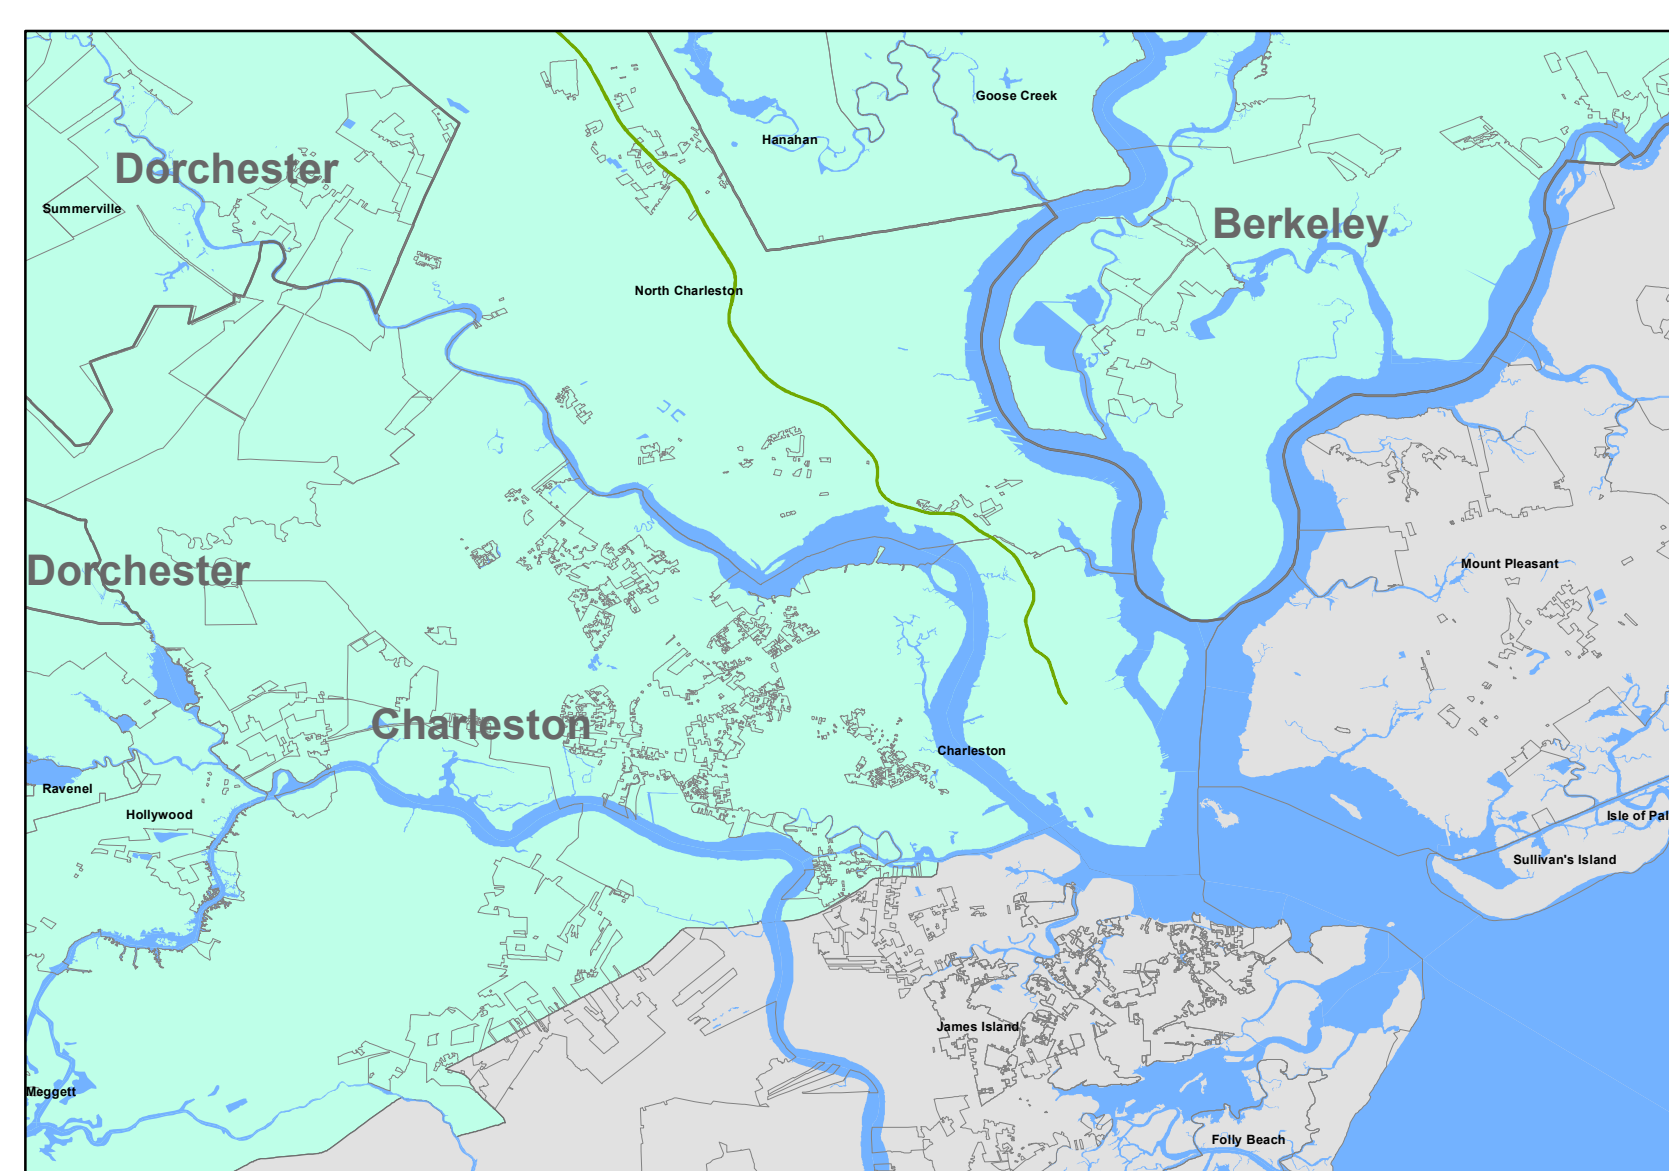 Goose Creek
Hanahan
Dorchester
Summerville
Berkeley
North Charleston
Mount Pleasant
Dorchester
Charleston
Charleston
Ravenel
Hollywood
Isle of Pal
Sullivan's Island
James Island
Meggett
Folly Beach